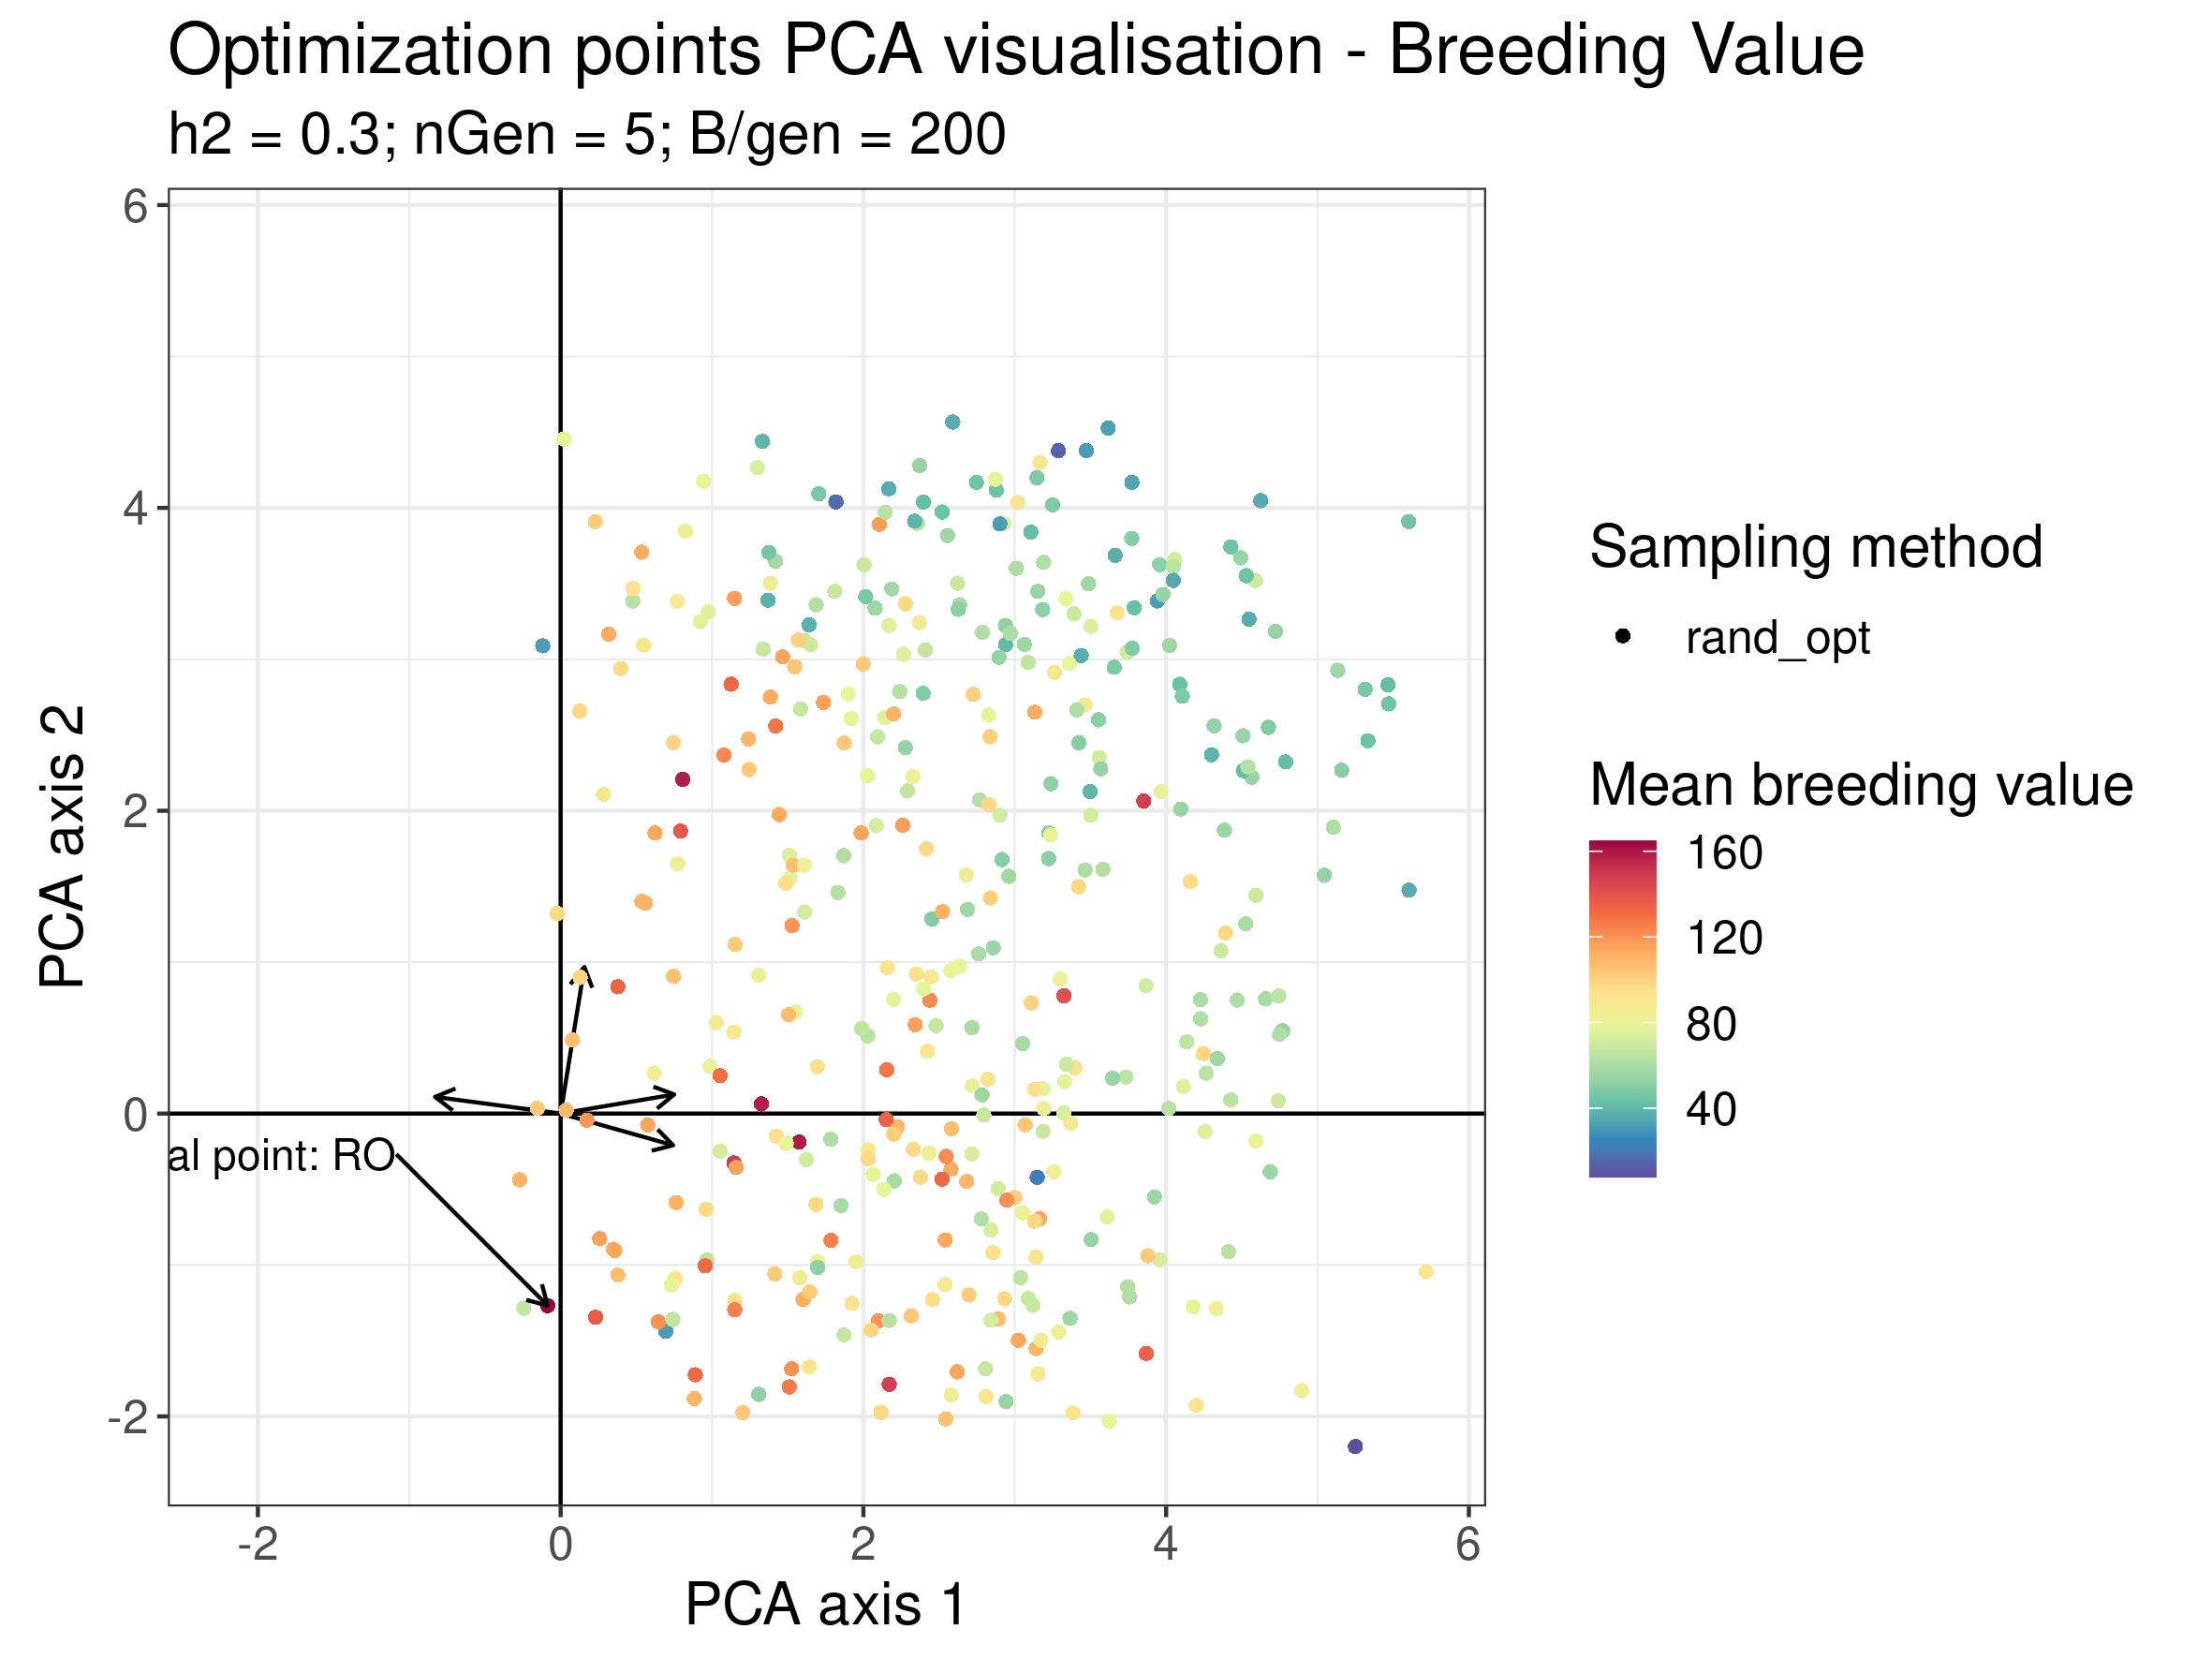 Optimization points PCA visualisation - Breeding Value
h2 = 0.3; nGen = 5; B/gen = 200
6
4
2
0
-2
PCA axis 2
al point: RO
-2
0
2
4
6
PCA axis 1
Sampling method
rand_opt
Mean breeding value
160
120
80
40